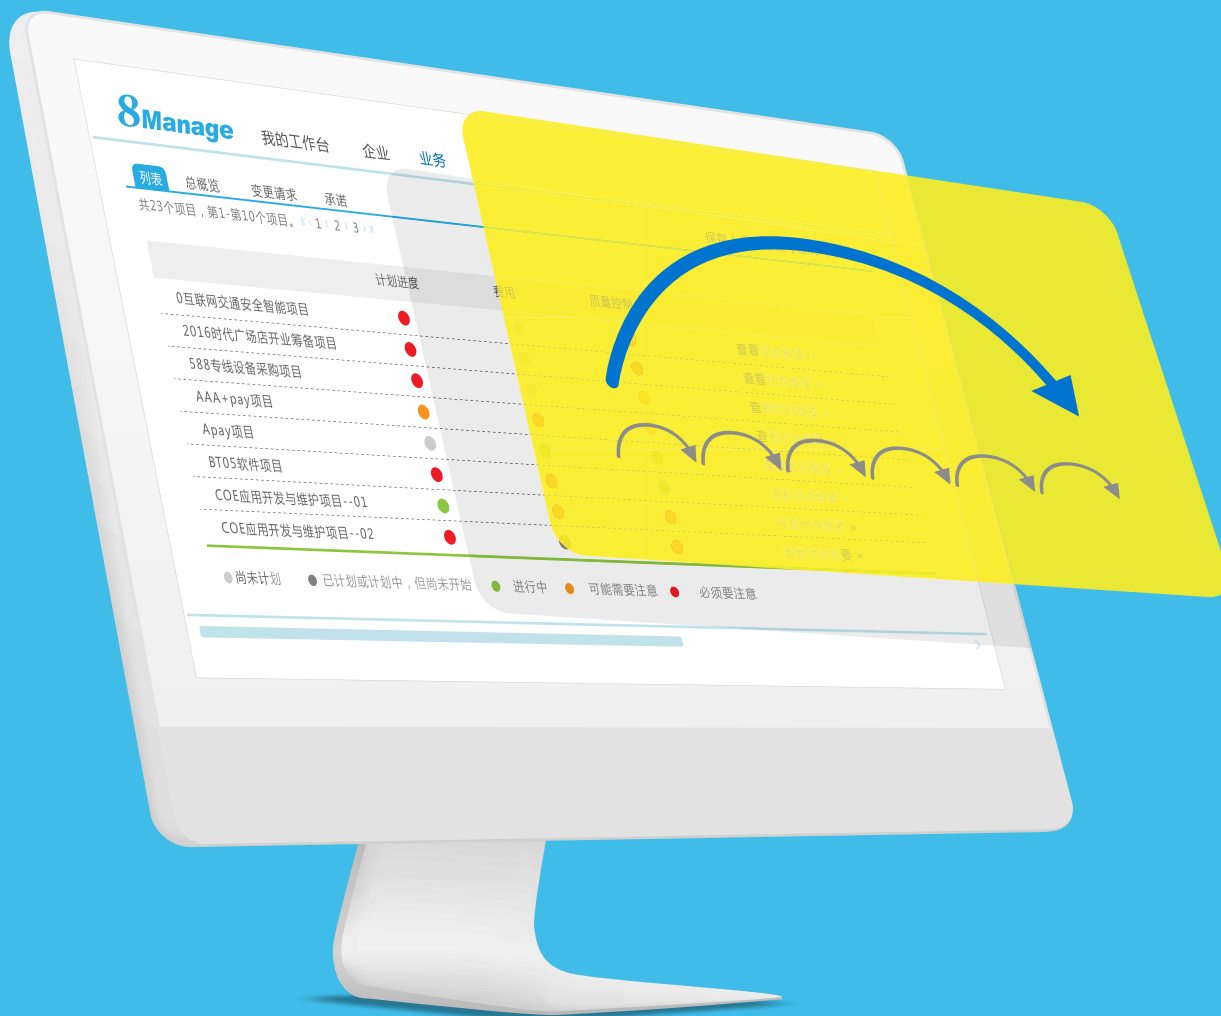 8Manage 我的工作台 企业 业务
列表 总概览 变更请求 承诺
共23个项目，第1-第10个项目。 1 2 3
计划进度 费用 质量控制
0互联网交通安全智能项目 查看
2016时代广场店开业筹备项目 查看
588专线设备采购项目 查
AAA+pay项目
Apay项目
BT05软件项目
COE应用开发与维护项目--01
COE应用开发与维护项目--02 要 »
尚未计划 已计划或计划中，但尚未开始 进行中 可能需要注意 必须要注意